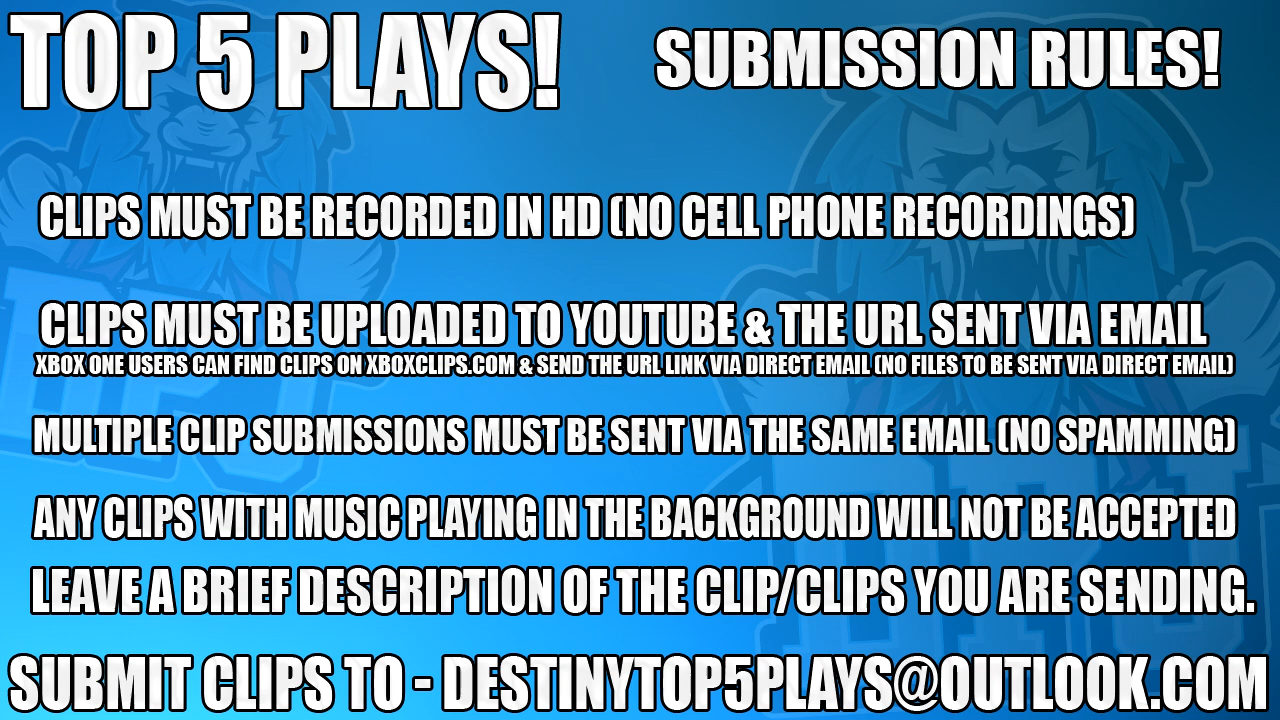 TOP 5 PLAYS!
SUBMISSION RULES!
CLIPS MUST BE RECORDED IN HD (NO CELL PHONE RECORDINGS)
CLIPS MUST BE UPLOADED TO YOUTUBE & THE URL SENT VIA EMAIL
XBOX ONE USERS CAN FIND CLIPS ON XBOXCLIPS.COM & SEND THE URL LINK VIA DIRECT EMAIL (NO FILES TO BE SENT VIA DIRECT EMAIL)
MULTIPLE CLIP SUBMISSIONS MUST BE SENT VIA THE SAME EMAIL (NO SPAMMING)
ANY CLIPS WITH MUSIC PLAYING IN THE BACKGROUND WILL NOT BE ACCEPTED
LEAVE A BRIEF DESCRIPTION OF THE CLIP/CLIPS YOU ARE SENDING.
SUBMIT CLIPS TO - DESTINYTOP5PLAYS@OUTLOOK.COM